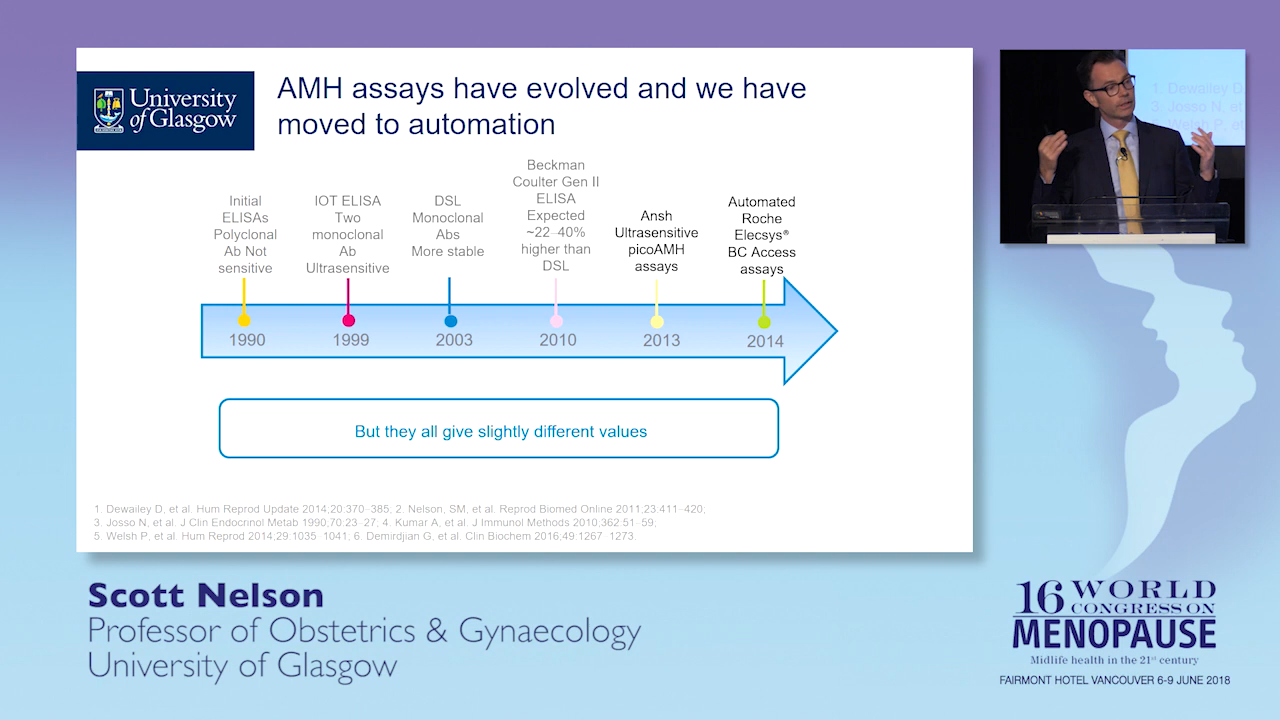 University
of Glasgow
AMH assays have evolved and we have
moved to automation
Initial
ELISAs
Polyclonal
Ab Not
sensitive
IOT ELISA
Two
monoclonal
Ab
Ultrasensitive
DSL
Monoclonal
Abs
More stable
Beckman
Coulter Gen II
ELISA
Expected
~22–40%
higher than
DSL
Ansh
Ultrasensitive
picoAMH
assays
Automated
Roche
Elecsys®
BC Access
assays
1990
1999
2003
2010
2013
2014
But they all give slightly different values
1. Dewailey D, et al. Hum Reprod Update 2014;20:370–385; 2. Nelson, SM, et al. Reprod Biomed Online 2011;23:411–420;
3. Josso N, et al. J Clin Endocrinol Metab 1990;70:23–27; 4. Kumar A, et al. J Immunol Methods 2010;362:51–59;
5. Welsh P, et al. Hum Reprod 2014;29:1035–1041; 6. Demirdjian G, et al. Clin Biochem 2016;49:1267–1273.
1. Dewailey D,
3. Josso N, et
5. Welsh P, et
Scott Nelson
Professor of Obstetrics & Gynaecology
University of Glasgow
16 WORLD
CONGRESS ON
MENOPAUSE
Midlife health in the 21st century
FAIRMONT HOTEL VANCOUVER 6-9 JUNE 2018